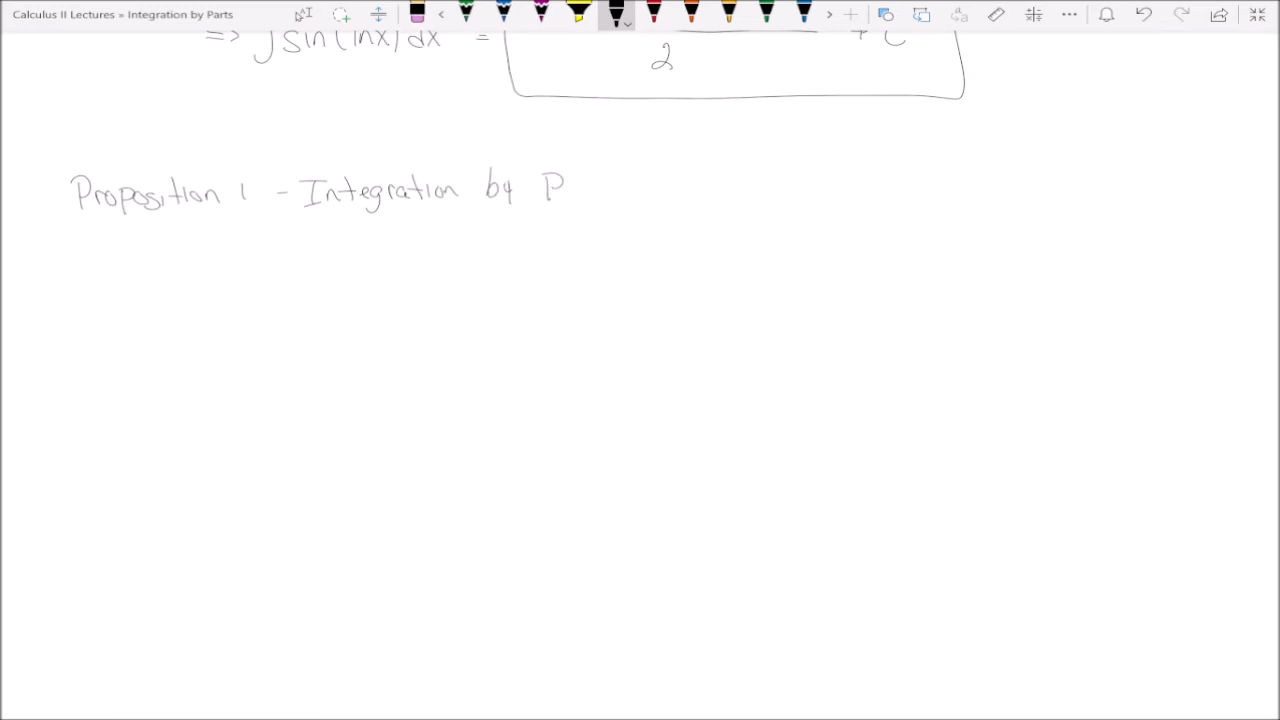 Calculus II Lectures » Integration by Parts
=> ∫ sin(lnx) dx = 2 + C
Proposition 1 - Integration by P